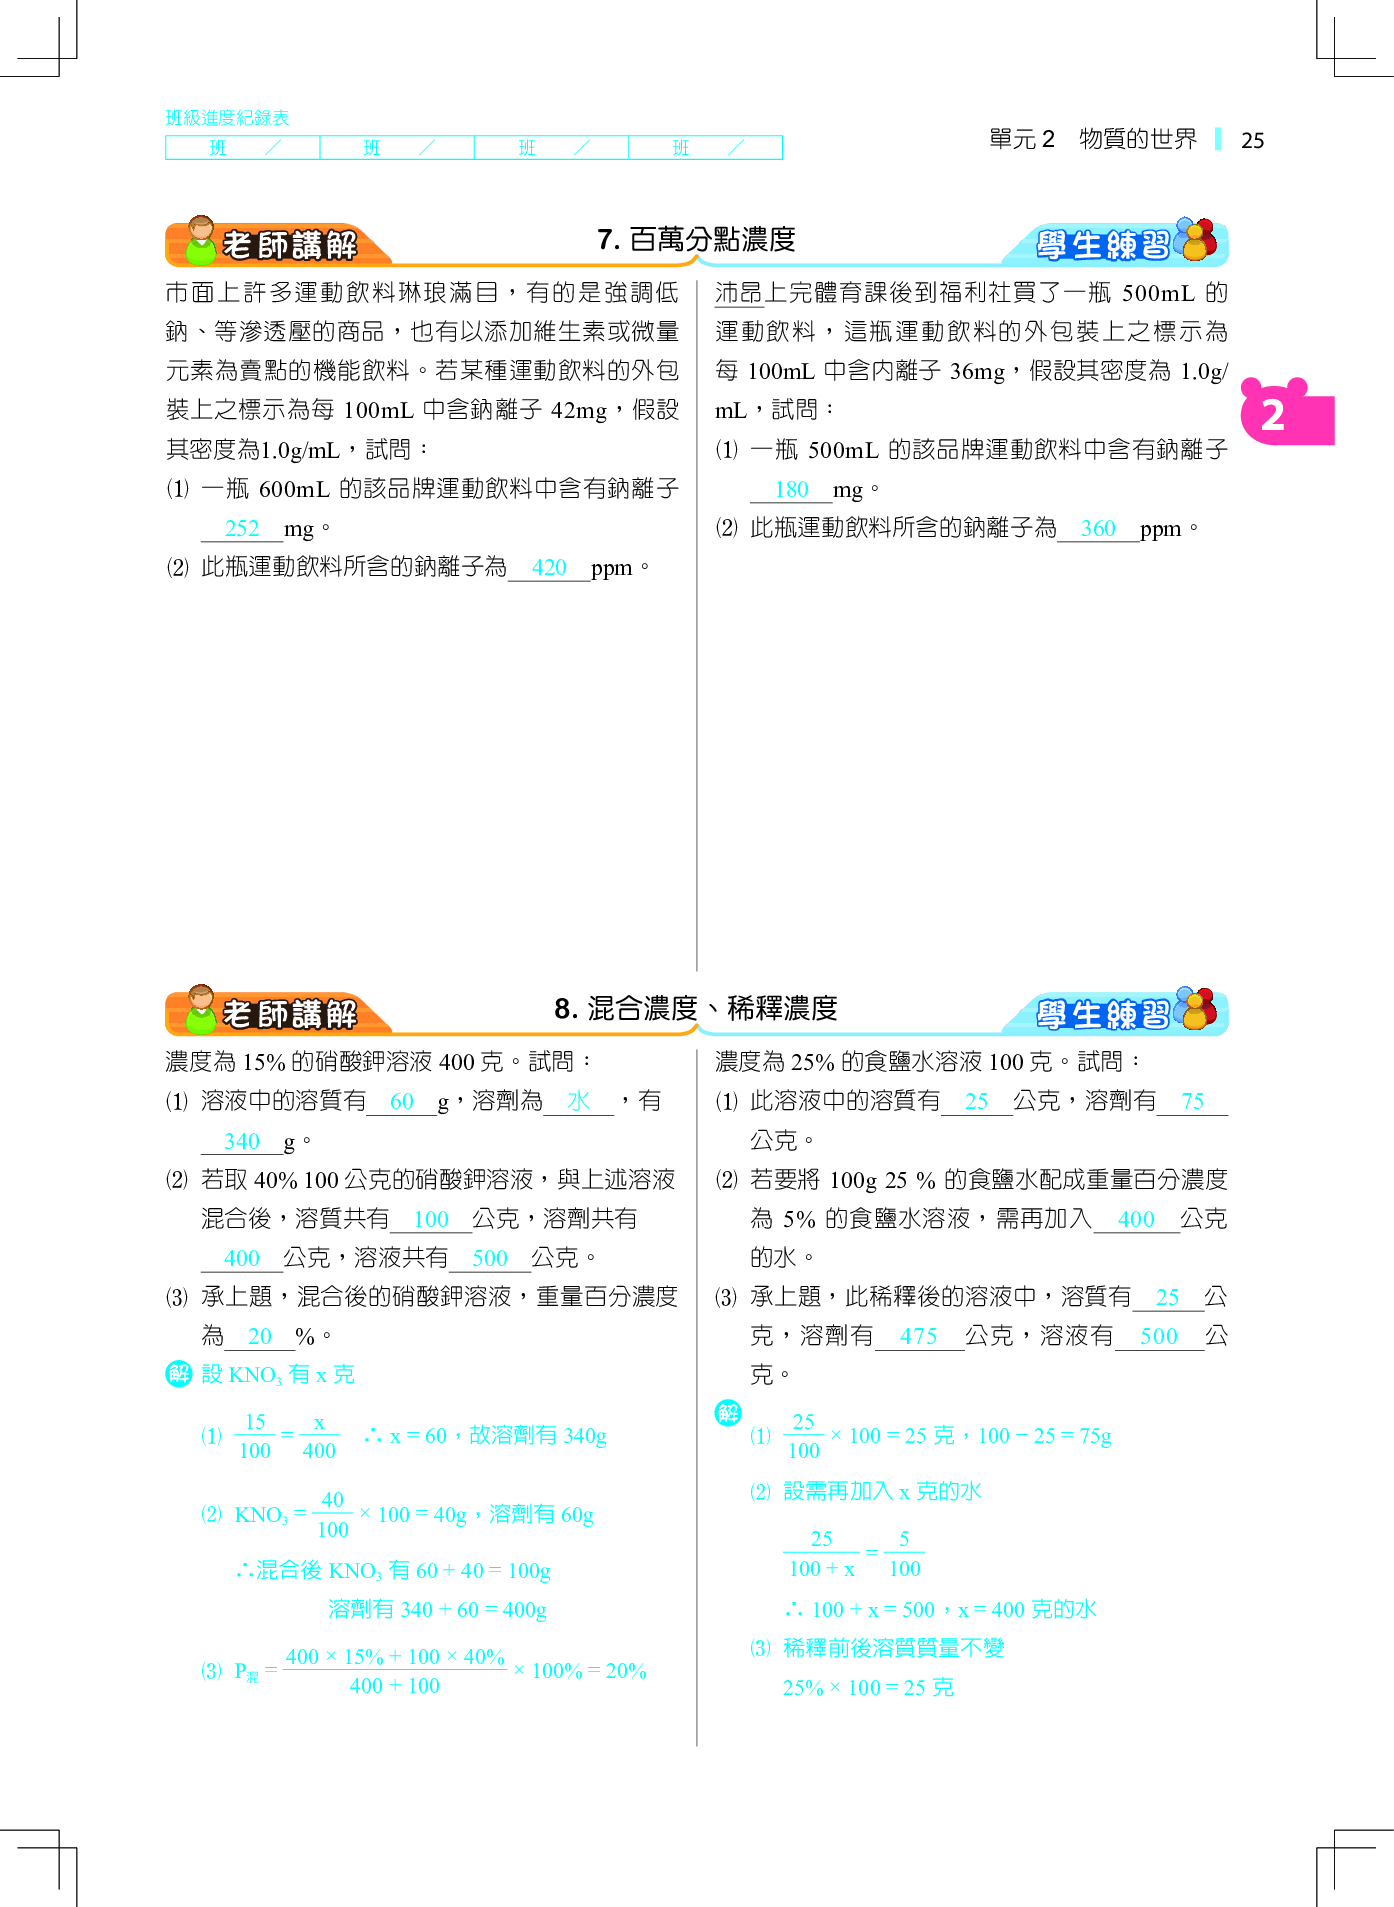 班級進度紀錄表
班 ／ 班 ／ 班 ／ 班 ／
單元 2 物質的世界 25
老師講解
7. 百萬分點濃度
學生練習
市面上許多運動飲料琳琅滿目，有的是強調低
鈉、等滲透壓的商品，也有以添加維生素或微量
元素為賣點的機能飲料。若某種運動飲料的外包
裝上之標示為每 100mL 中含鈉離子 42mg，假設
其密度為1.0g/mL，試問：
⑴ 一瓶 600mL 的該品牌運動飲料中含有鈉離子
252 mg。
⑵ 此瓶運動飲料所含的鈉離子為 420 ppm。
沛昂上完體育課後到福利社買了一瓶 500mL 的
運動飲料，這瓶運動飲料的外包裝上之標示為
每 100mL 中含內離子 36mg，假設其密度為 1.0g/
mL，試問：
⑴ 一瓶 500mL 的該品牌運動飲料中含有鈉離子
180 mg。
⑵ 此瓶運動飲料所含的鈉離子為 360 ppm。
2
老師講解
8. 混合濃度、稀釋濃度
學生練習
濃度為 15% 的硝酸鉀溶液 400 克。試問：
⑴ 溶液中的溶質有 60 g，溶劑為 水 ，有
340 g。
⑵ 若取 40% 100 公克的硝酸鉀溶液，與上述溶液
混合後，溶質共有 100 公克，溶劑共有
400 公克，溶液共有 500 公克。
⑶ 承上題，混合後的硝酸鉀溶液，重量百分濃度
為 20 %。
解 設 KNO₃ 有 x 克
⑴ 15/100 = x/400 ∴ x = 60，故溶劑有 340g
⑵ KNO₃ = 40/100 × 100 = 40g，溶劑有 60g
∴混合後 KNO₃ 有 60 + 40 = 100g
溶劑有 340 + 60 = 400g
⑶ P混 = (400 × 15% + 100 × 40%)/(400 + 100) × 100% = 20%
濃度為 25% 的食鹽水溶液 100 克。試問：
⑴ 此溶液中的溶質有 25 公克，溶劑有 75
公克。
⑵ 若要將 100g 25 % 的食鹽水配成重量百分濃度
為 5% 的食鹽水溶液，需再加入 400 公克
的水。
⑶ 承上題，此稀釋後的溶液中，溶質有 25 公
克，溶劑有 475 公克，溶液有 500 公
克。
解
⑴ 25/100 × 100 = 25 克，100 − 25 = 75g
⑵ 設需再加入 x 克的水
25/(100 + x) = 5/100
∴ 100 + x = 500，x = 400 克的水
⑶ 稀釋前後溶質質量不變
25% × 100 = 25 克